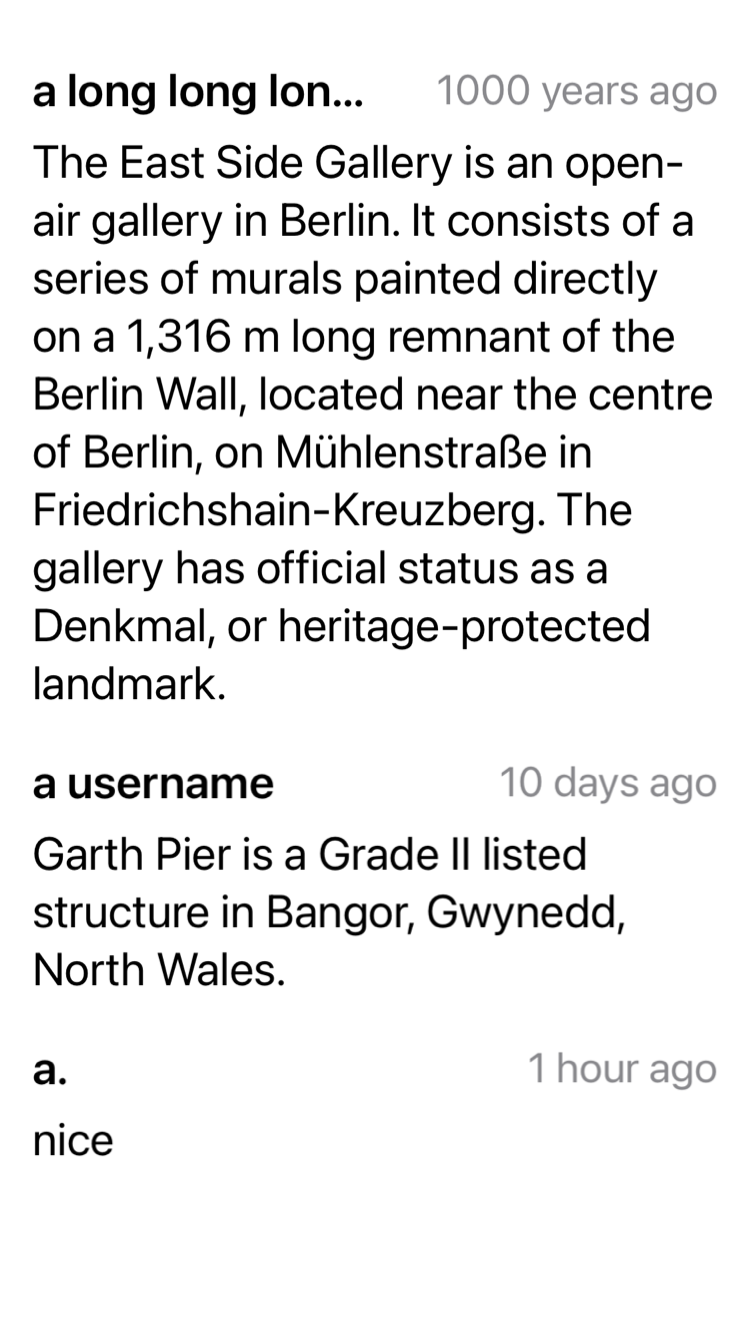 a long long lon... 1000 years ago
The East Side Gallery is an open-
air gallery in Berlin. It consists of a
series of murals painted directly
on a 1,316 m long remnant of the
Berlin Wall, located near the centre
of Berlin, on Mühlenstraße in
Friedrichshain-Kreuzberg. The
gallery has official status as a
Denkmal, or heritage-protected
landmark.
a username 10 days ago
Garth Pier is a Grade II listed
structure in Bangor, Gwynedd,
North Wales.
a. 1 hour ago
nice